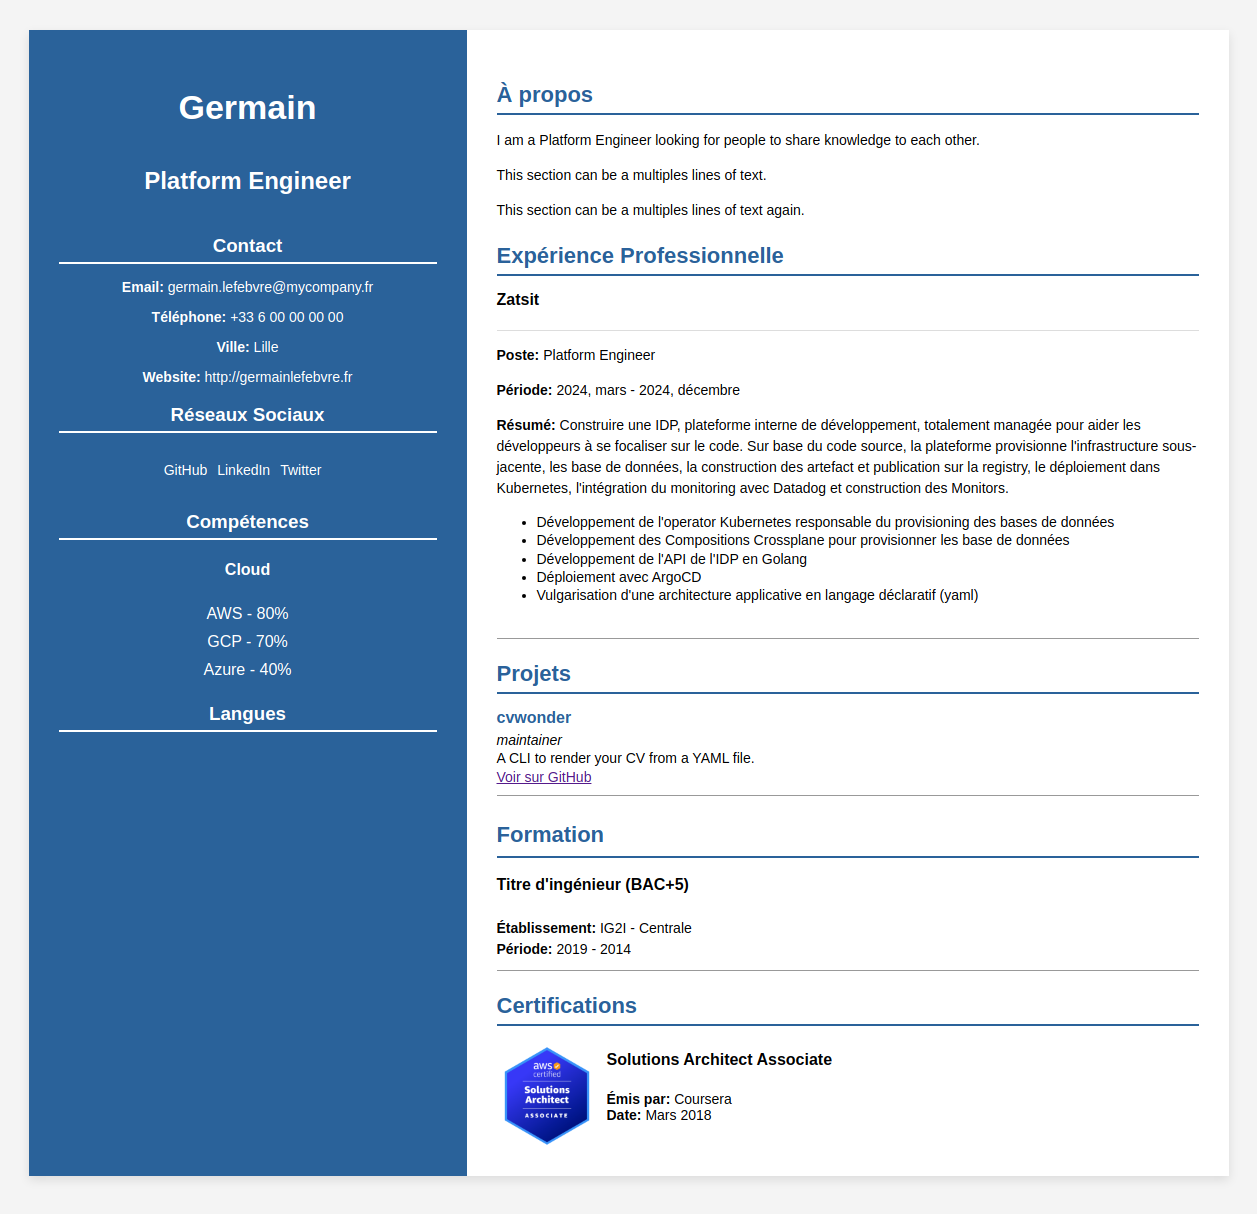 Germain
Platform Engineer
Contact
Email: germain.lefebvre@mycompany.fr
Téléphone: +33 6 00 00 00 00
Ville: Lille
Website: http://germainlefebvre.fr
Réseaux Sociaux
GitHub LinkedIn Twitter
Compétences
Cloud
AWS - 80%
GCP - 70%
Azure - 40%
Langues
À propos
I am a Platform Engineer looking for people to share knowledge to each other.
This section can be a multiples lines of text.
This section can be a multiples lines of text again.
Expérience Professionnelle
Zatsit
Poste: Platform Engineer
Période: 2024, mars - 2024, décembre
Résumé: Construire une IDP, plateforme interne de développement, totalement managée pour aider les
développeurs à se focaliser sur le code. Sur base du code source, la plateforme provisionne l'infrastructure sous-
jacente, les base de données, la construction des artefact et publication sur la registry, le déploiement dans
Kubernetes, l'intégration du monitoring avec Datadog et construction des Monitors.
• Développement de l'operator Kubernetes responsable du provisioning des bases de données
• Développement des Compositions Crossplane pour provisionner les base de données
• Développement de l'API de l'IDP en Golang
• Déploiement avec ArgoCD
• Vulgarisation d'une architecture applicative en langage déclaratif (yaml)
Projets
cvwonder
maintainer
A CLI to render your CV from a YAML file.
Voir sur GitHub
Formation
Titre d'ingénieur (BAC+5)
Établissement: IG2I - Centrale
Période: 2019 - 2014
Certifications
aws
certified
Solutions
Architect
ASSOCIATE
Solutions Architect Associate
Émis par: Coursera
Date: Mars 2018